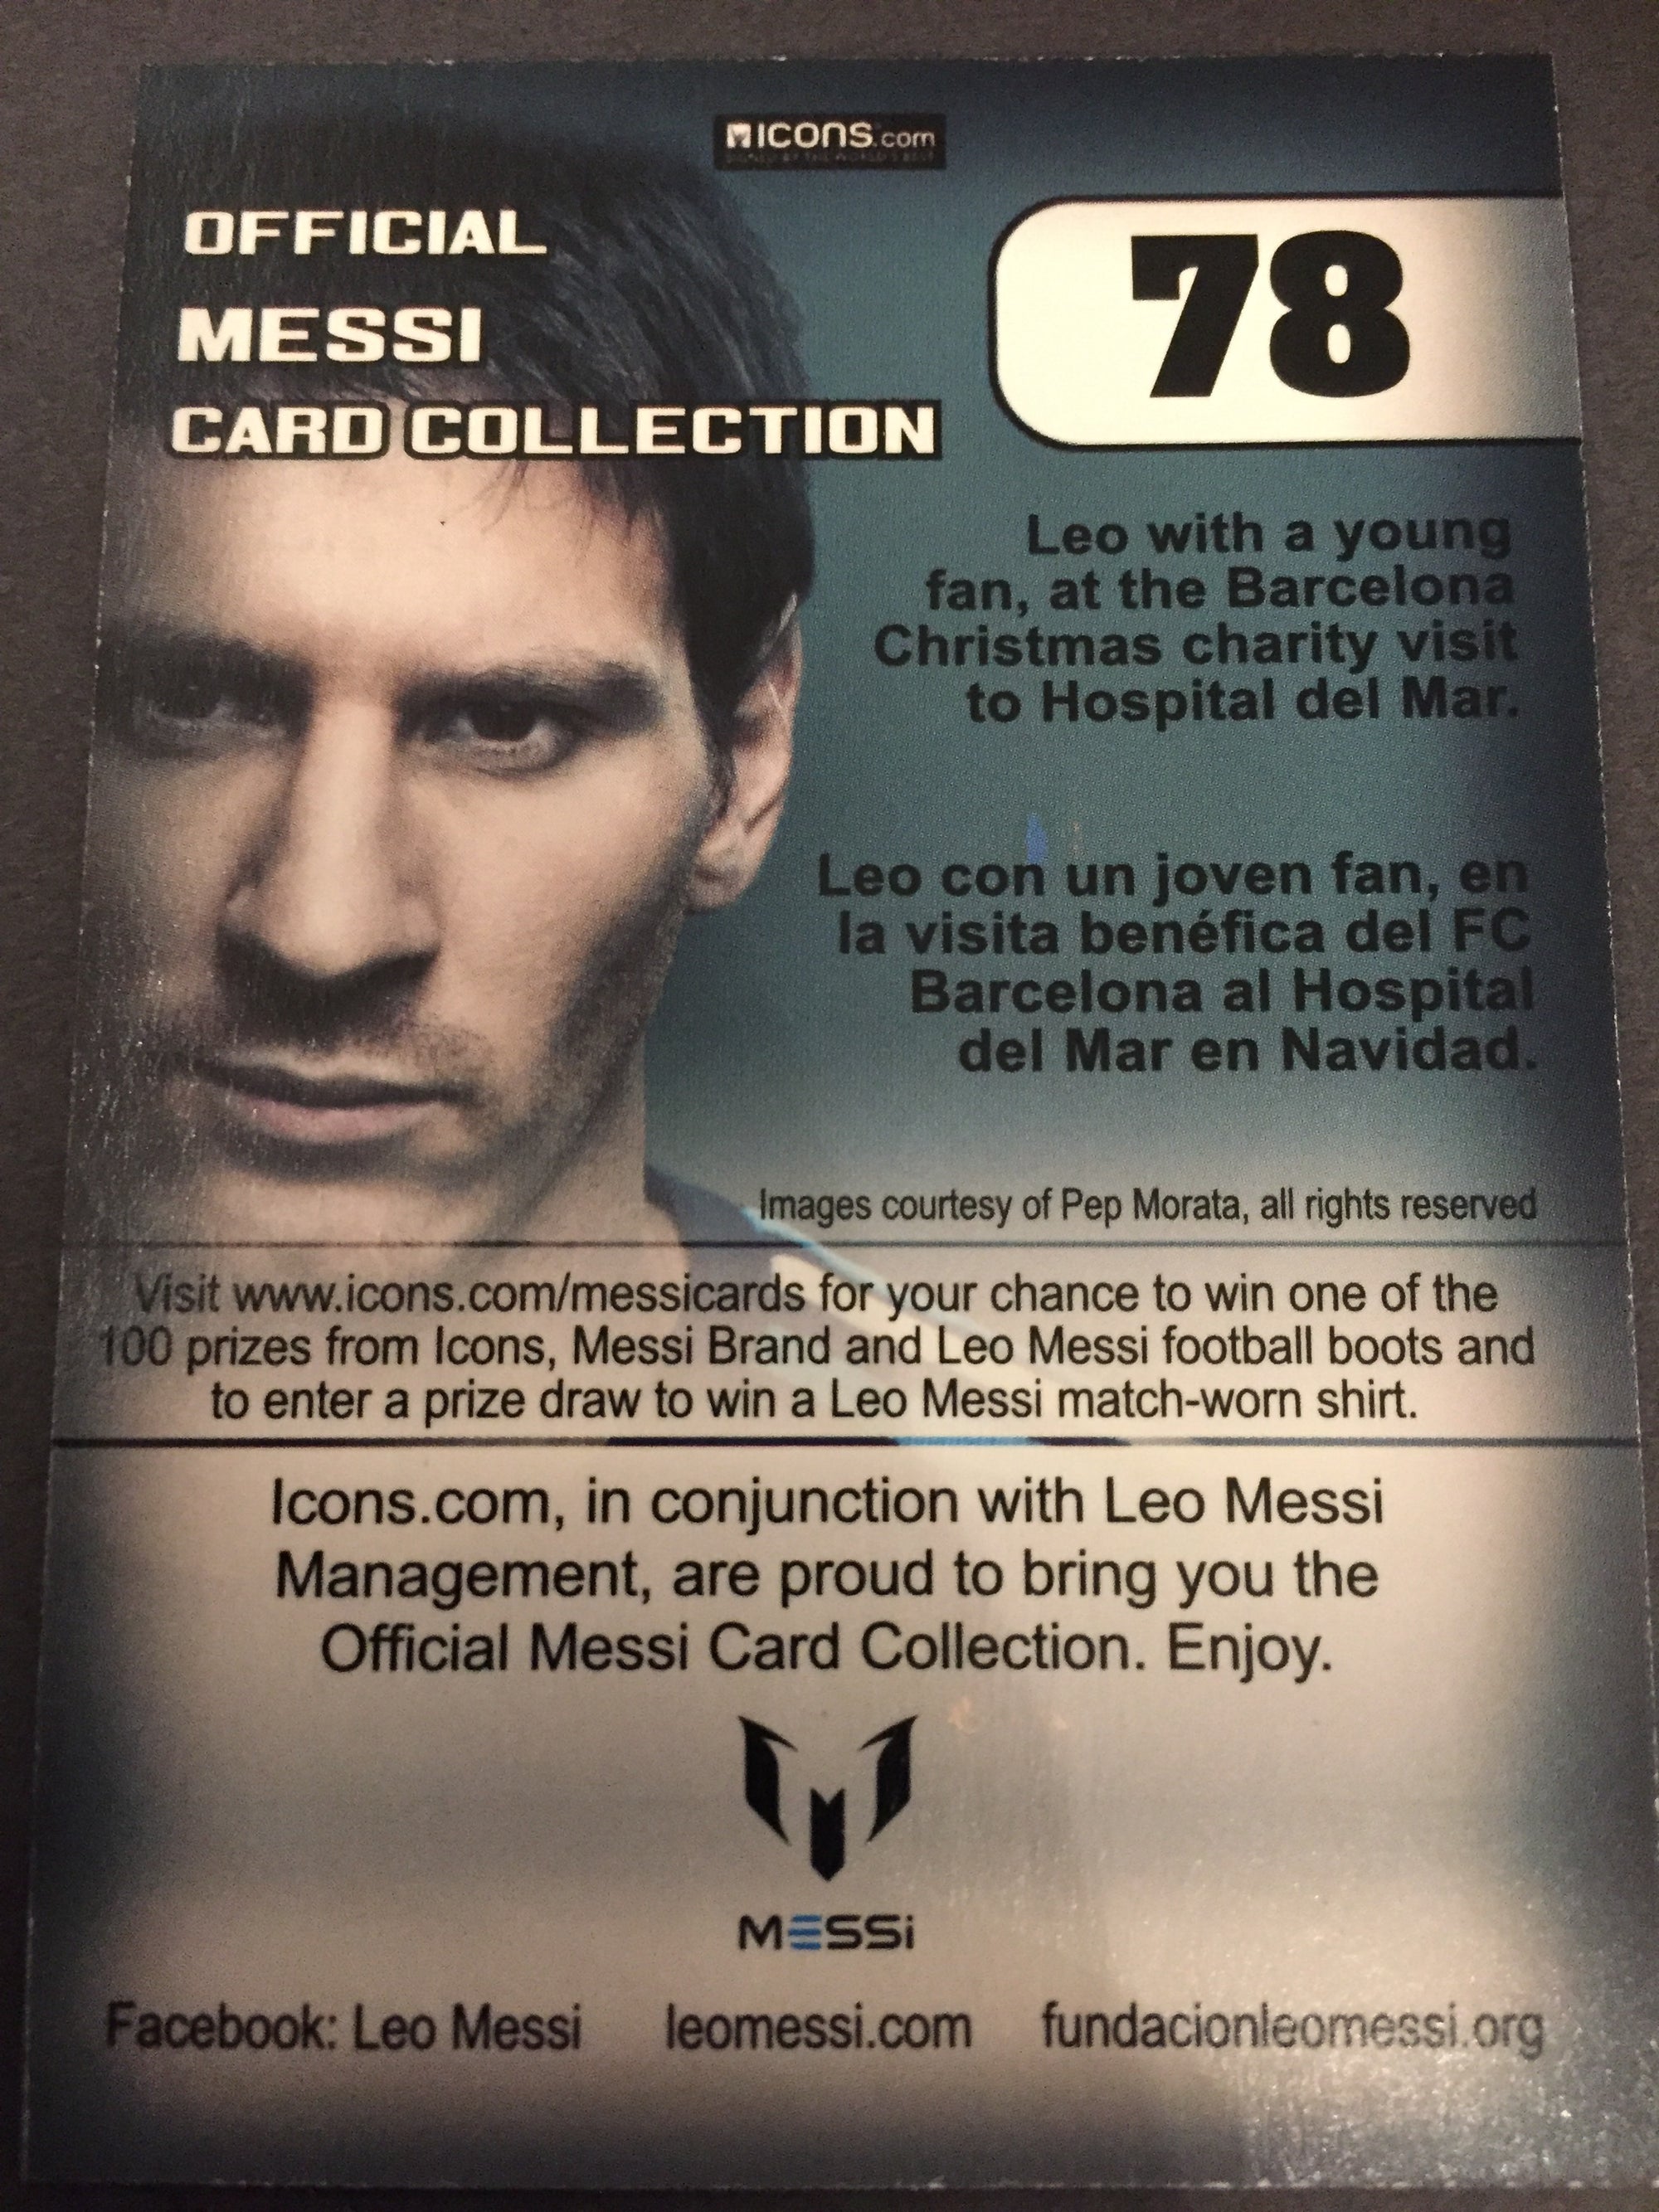 ICONS.com
SIGNED BY THE WORLD'S BEST
OFFICIAL
MESSI
CARD COLLECTION
78
Leo with a young
fan, at the Barcelona
Christmas charity visit
to Hospital del Mar.
Leo con un joven fan, en
la visita benéfica del FC
Barcelona al Hospital
del Mar en Navidad.
Images courtesy of Pep Morata, all rights reserved
Visit www.icons.com/messicards for your chance to win one of the
100 prizes from Icons, Messi Brand and Leo Messi football boots and
to enter a prize draw to win a Leo Messi match-worn shirt.
Icons.com, in conjunction with Leo Messi
Management, are proud to bring you the
Official Messi Card Collection. Enjoy.
MESSi
Facebook: Leo Messi leomessi.com fundacionleomessi.org